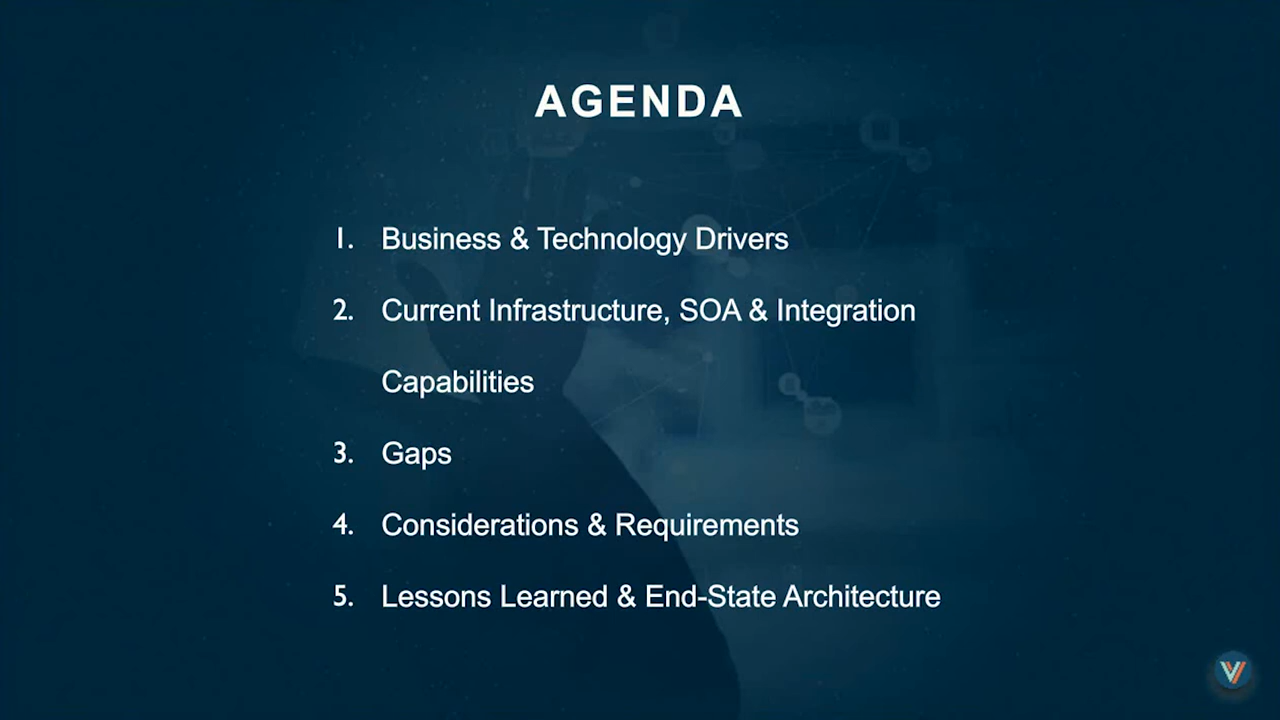 AGENDA
1. Business & Technology Drivers
2. Current Infrastructure, SOA & Integration
Capabilities
3. Gaps
4. Considerations & Requirements
5. Lessons Learned & End-State Architecture